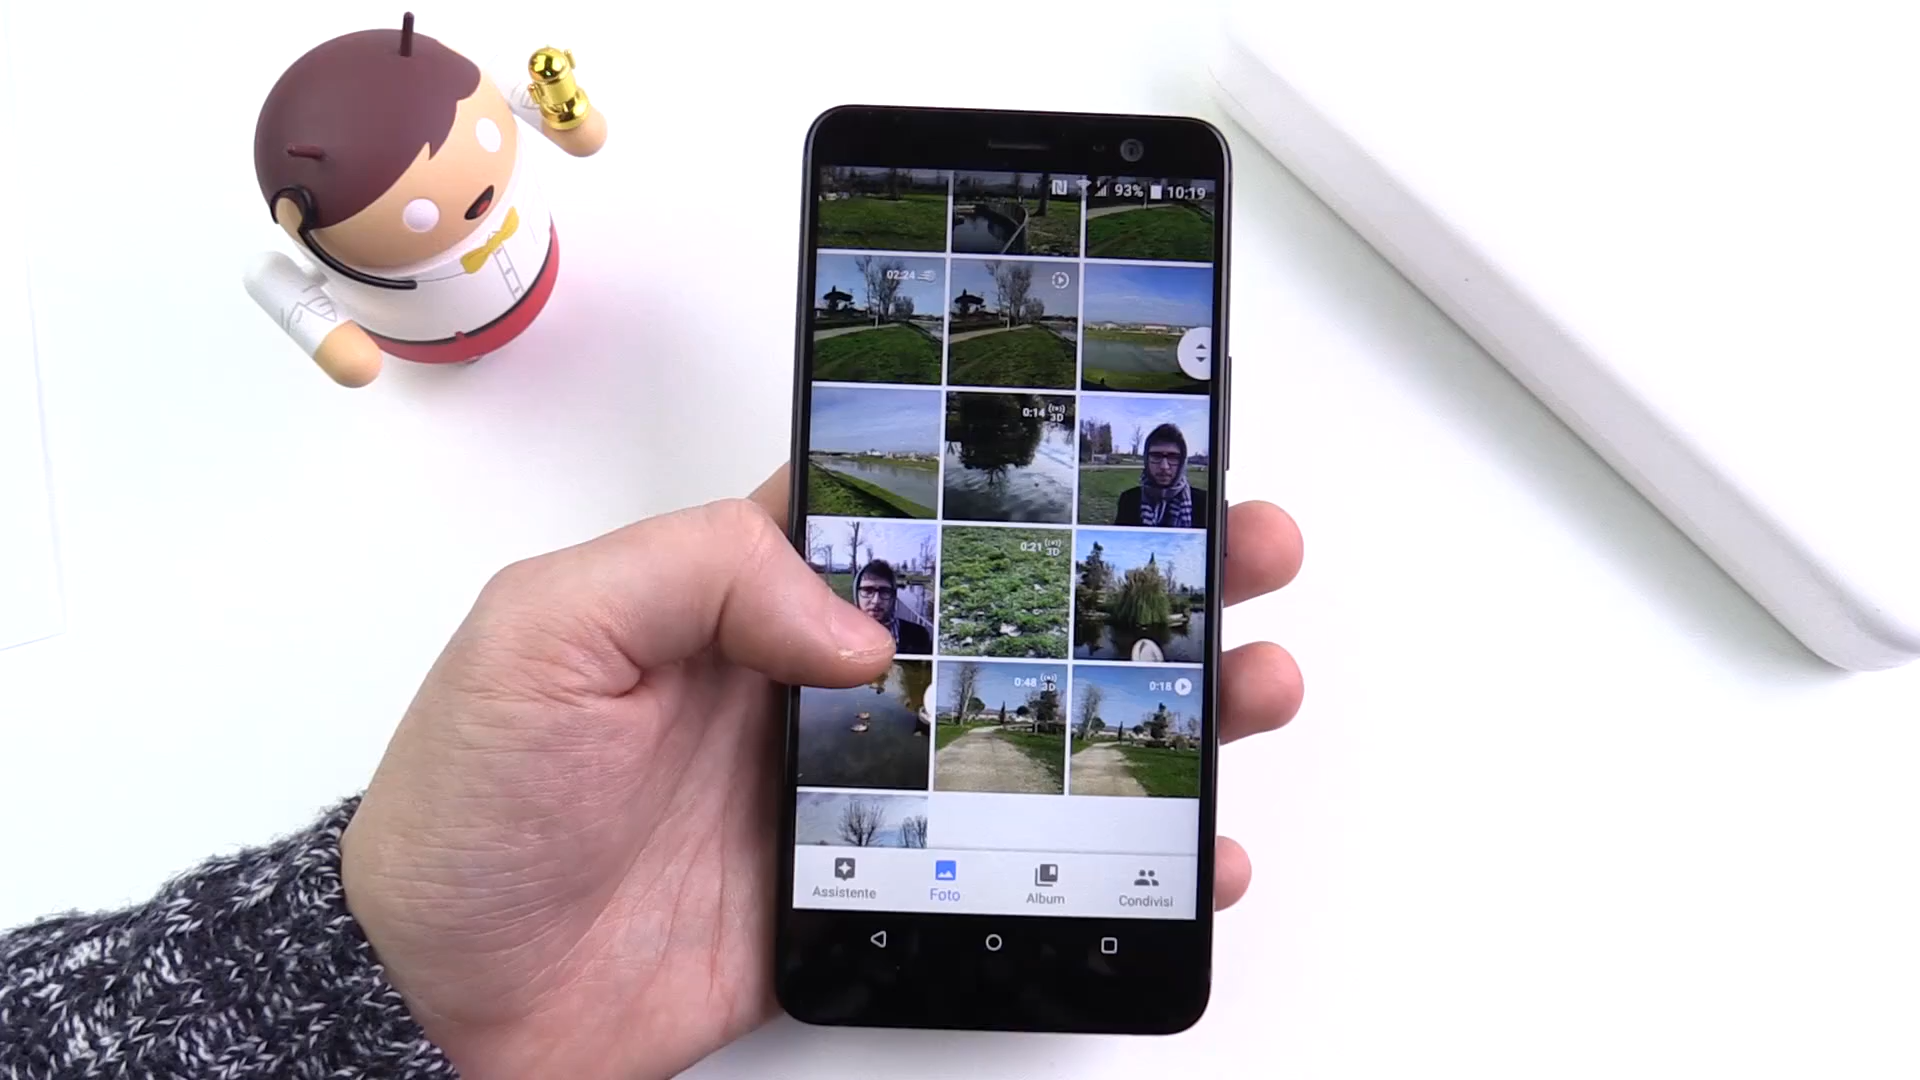 93% 10:19
02:24
0:14 3D
0:21 3D
0:48 3D
0:18
Assistente
Foto
Album
Condivisi